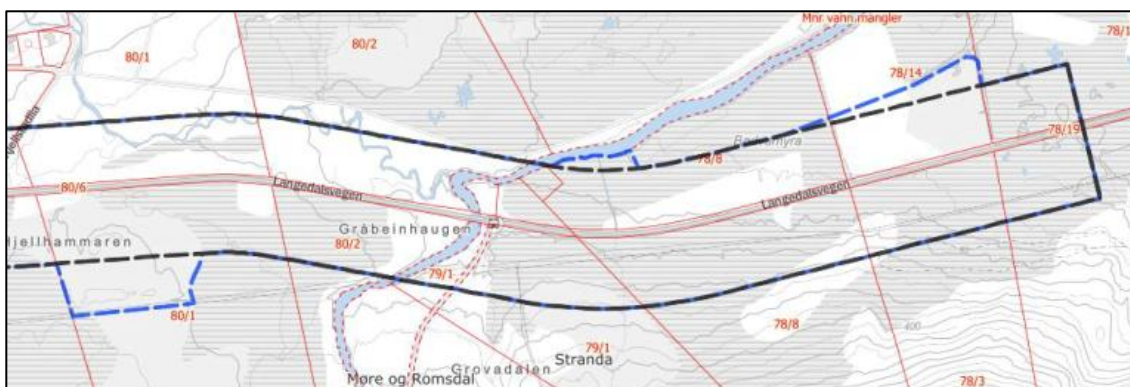 Mnr vann mangler
80/1
80/2
78/1
78/14
78/19
78/8
80/6
Langedalsvegen
Langedalsvegen
Gråbeinhaugen
80/2
79/1
80/1
78/8
400
79/1
Stranda
Grovadalen
Møre og Romsdal
78/3